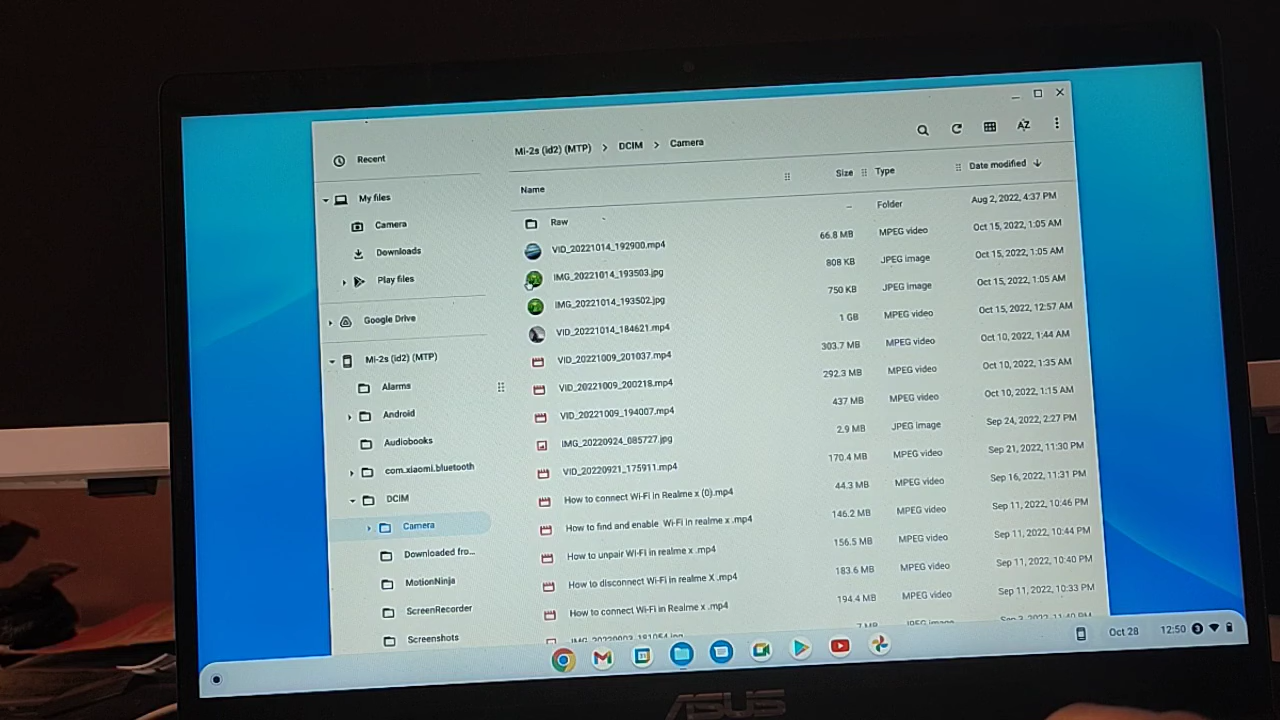 Recent
My files
Camera
Downloads
Play files
Google Drive
Mi-2s (id2) (MTP)
Alarms
Android
Audiobooks
com.xiaomi.bluetooth
DCIM
Camera
Downloaded fro...
MotionNinja
ScreenRecorder
Screenshots
Mi-2s (id2) (MTP) > DCIM > Camera
AZ
Name Size Type Date modified
Raw -- Folder Aug 2, 2022, 4:37 PM
VID_20221014_192900.mp4 66.8 MB MPEG video Oct 15, 2022, 1:05 AM
IMG_20221014_193503.jpg 808 KB JPEG image Oct 15, 2022, 1:05 AM
IMG_20221014_193502.jpg 750 KB JPEG image Oct 15, 2022, 1:05 AM
VID_20221014_184621.mp4 1 GB MPEG video Oct 15, 2022, 12:57 AM
VID_20221009_201037.mp4 303.7 MB MPEG video Oct 10, 2022, 1:44 AM
VID_20221009_200218.mp4 292.3 MB MPEG video Oct 10, 2022, 1:35 AM
VID_20221009_194007.mp4 437 MB MPEG video Oct 10, 2022, 1:15 AM
IMG_20220924_085727.jpg 2.9 MB JPEG image Sep 24, 2022, 2:27 PM
VID_20220921_175911.mp4 170.4 MB MPEG video Sep 21, 2022, 11:30 PM
How to connect Wi-Fi in Realme x (0).mp4 44.3 MB MPEG video Sep 16, 2022, 11:31 PM
How to find and enable Wi-Fi in realme x .mp4 146.2 MB MPEG video Sep 11, 2022, 10:46 PM
How to unpair Wi-Fi in realme x .mp4 156.5 MB MPEG video Sep 11, 2022, 10:44 PM
How to disconnect Wi-Fi in realme X .mp4 183.6 MB MPEG video Sep 11, 2022, 10:40 PM
How to connect Wi-Fi in Realme x .mp4 194.4 MB MPEG video Sep 11, 2022, 10:33 PM
Oct 28 12:50 3
ASUS